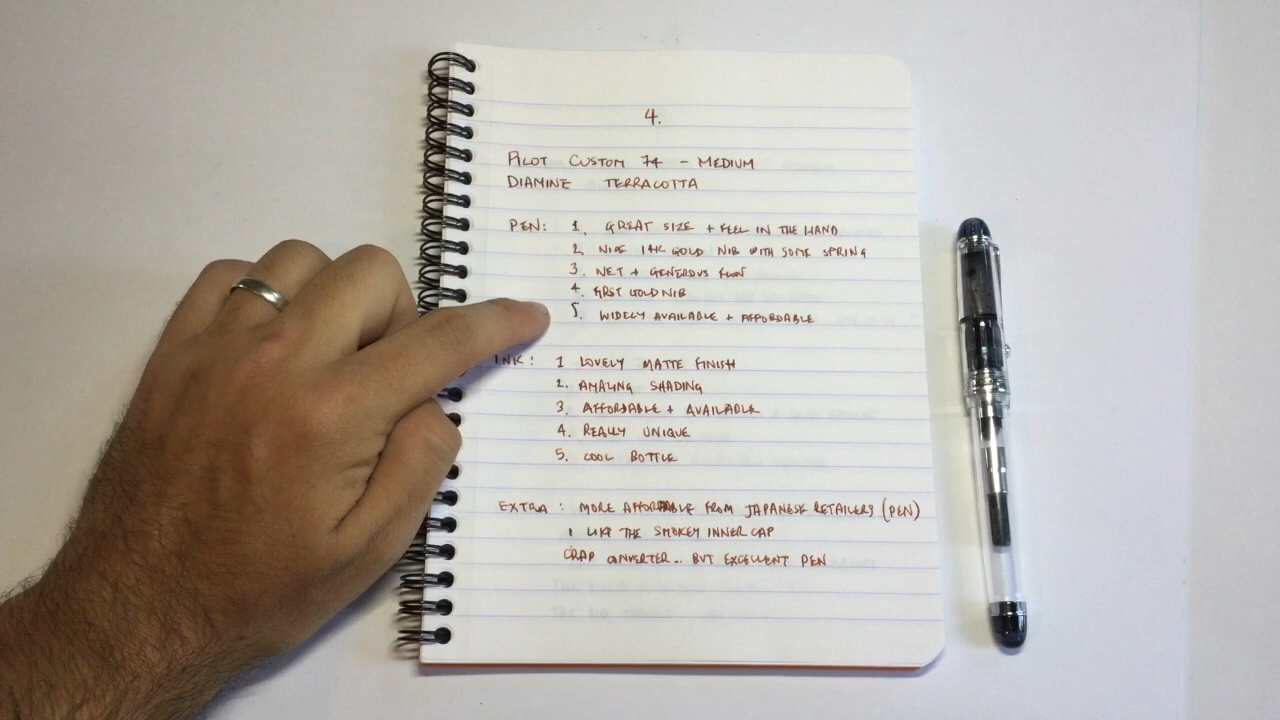 4.
PILOT CUSTOM 74 - MEDIUM
DIAMINE TERRACOTTA
PEN: 1. GREAT SIZE + FEEL IN THE HAND
2. NICE 14K GOLD NIB WITH SOME SPRING
3. WET + GENEROUS FLOW
4. GOLD NIB
5. WIDELY AVAILABLE + AFFORDABLE
INK: 1 LOVELY MATTE FINISH
2. AMAZING SHADING
3. AFFORDABLE + AVAILABLE
4. REALLY UNIQUE
5. COOL BOTTLE
EXTRA: MORE AFFORDABLE FROM JAPANESE RETAILERS (PEN)
I LIKE THE SMOKEY INNER CAP
CRAP CONVERTER... BUT EXCELLENT PEN